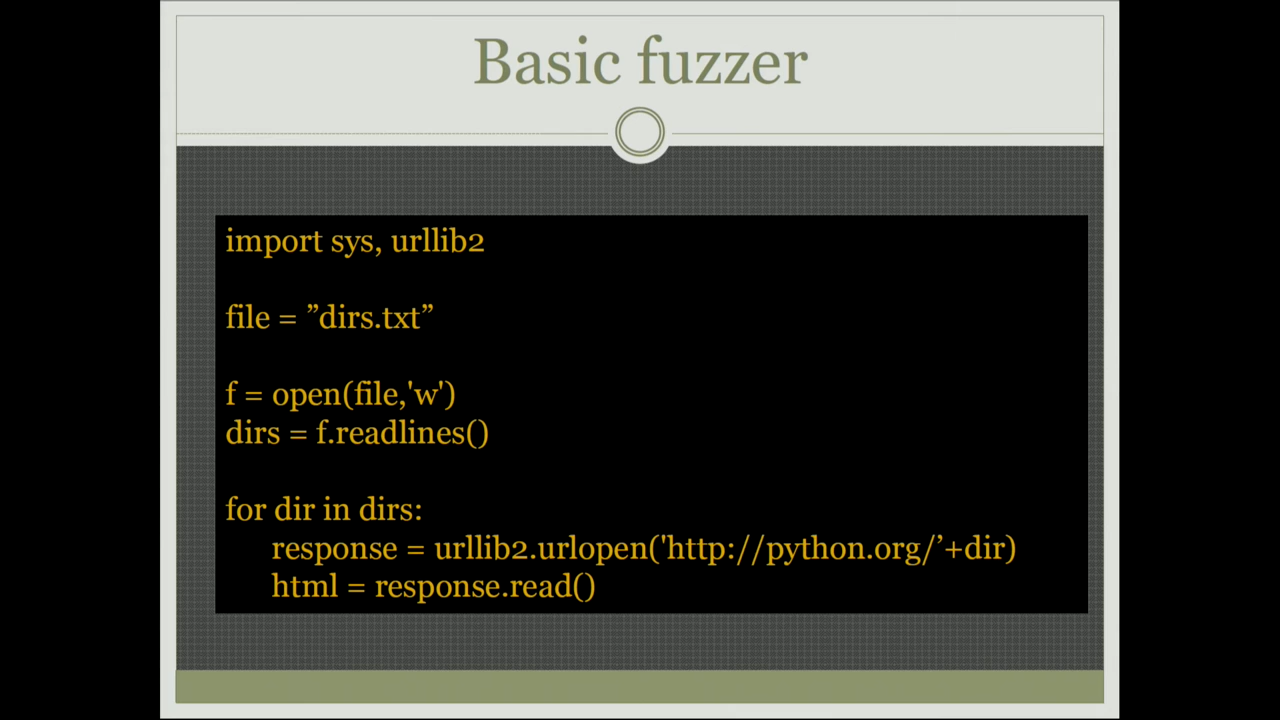 Basic fuzzer
import sys, urllib2
file = ”dirs.txt”
f = open(file,'w')
dirs = f.readlines()
for dir in dirs:
response = urllib2.urlopen('http://python.org/’+dir)
html = response.read()